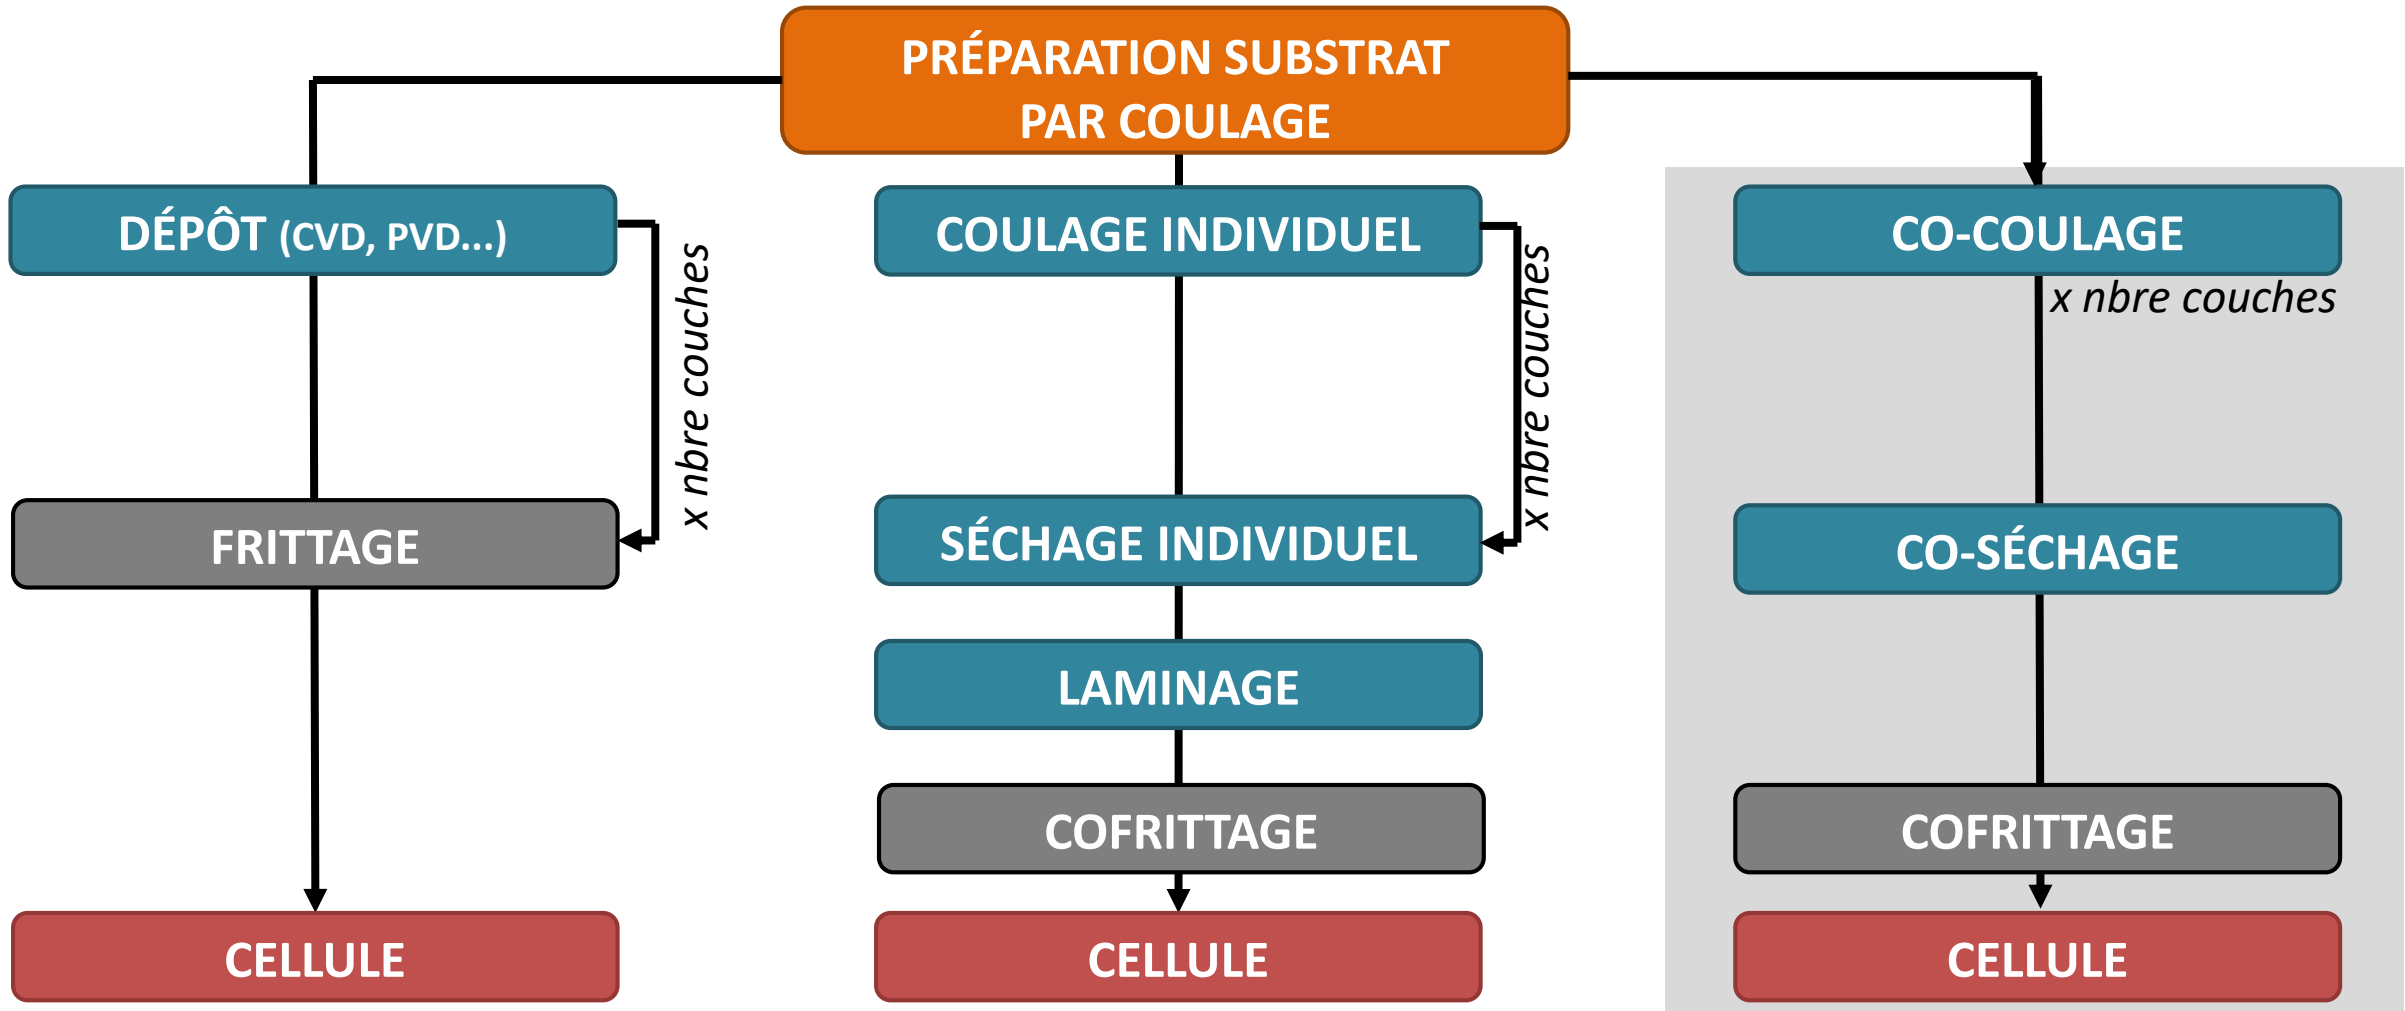 PRÉPARATION SUBSTRAT
PAR COULAGE
DÉPÔT (CVD, PVD...)
x nbre couches
FRITTAGE
CELLULE
COULAGE INDIVIDUEL
x nbre couches
SÉCHAGE INDIVIDUEL
LAMINAGE
COFRITTAGE
CELLULE
CO-COULAGE
x nbre couches
CO-SÉCHAGE
COFRITTAGE
CELLULE